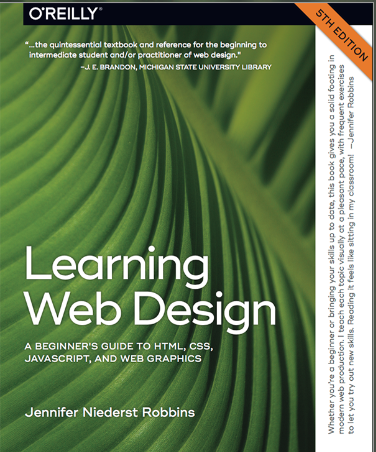 O'REILLY®
5TH EDITION
“...the quintessential textbook and reference for the beginning to
intermediate student and/or practitioner of web design.”
–J. E. BRANDON, MICHIGAN STATE UNIVERSITY LIBRARY
Learning
Web Design
A BEGINNER'S GUIDE TO HTML, CSS,
JAVASCRIPT, AND WEB GRAPHICS
Jennifer Niederst Robbins
Whether you're a beginner or bringing your skills up to date, this book gives you a solid footing in
modern web production. I teach each topic visually at a pleasant pace, with frequent exercises
to let you try out new skills. Reading it feels like sitting in my classroom! —Jennifer Robbins